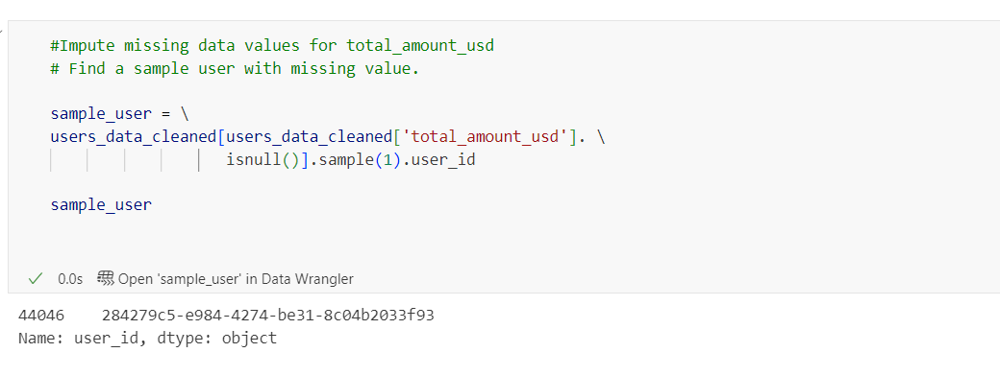 #Impute missing data values for total_amount_usd
# Find a sample user with missing value.
sample_user = \
users_data_cleaned[users_data_cleaned['total_amount_usd']. \
isnull()].sample(1).user_id
sample_user
0.0s Open 'sample_user' in Data Wrangler
44046 284279c5-e984-4274-be31-8c04b2033f93
Name: user_id, dtype: object